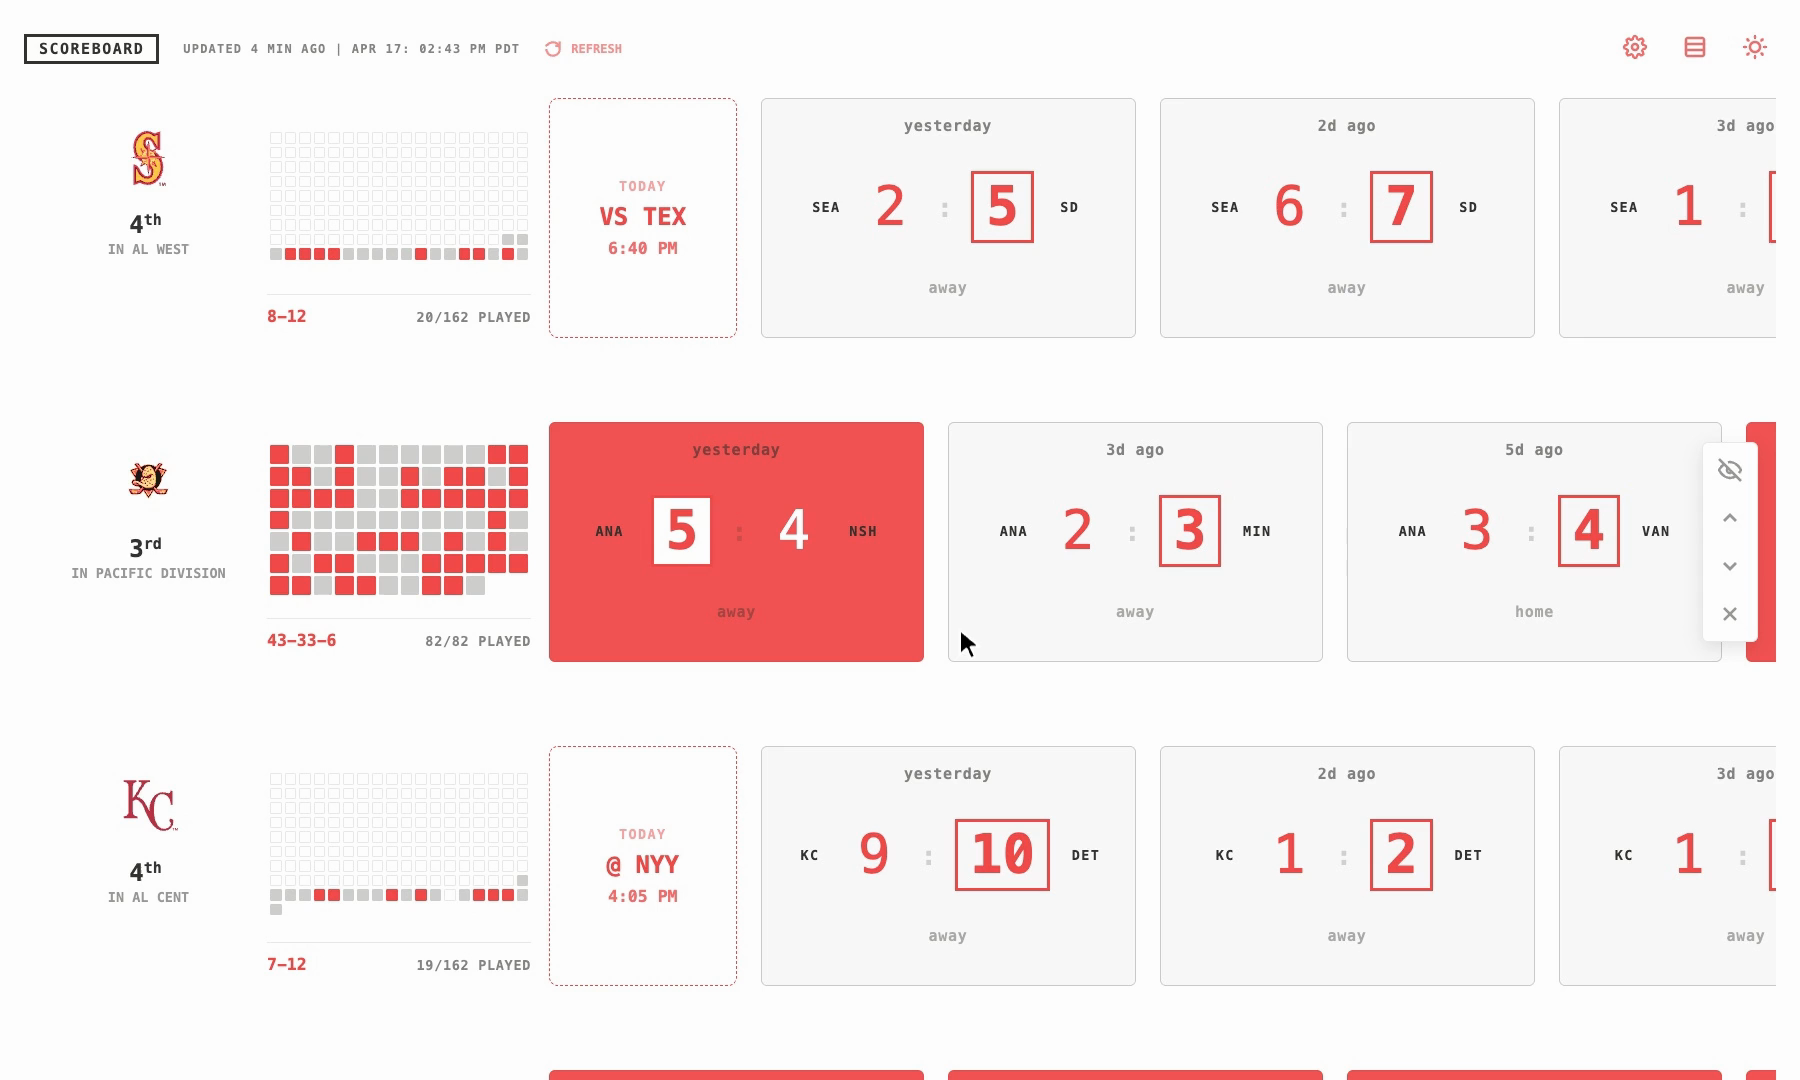 SCOREBOARD
UPDATED 4 MIN AGO | APR 17: 02:43 PM PDT
REFRESH
S
TM
4th
IN AL WEST
8–12
20/162 PLAYED
TODAY
VS TEX
6:40 PM
yesterday
SEA 2 : 5 SD
away
2d ago
SEA 6 : 7 SD
away
3d ago
SEA 1 :
away
3rd
IN PACIFIC DIVISION
43–33–6
82/82 PLAYED
yesterday
ANA 5 : 4 NSH
away
3d ago
ANA 2 : 3 MIN
away
5d ago
ANA 3 : 4 VAN
home
KC
TM
4th
IN AL CENT
7–12
19/162 PLAYED
TODAY
@ NYY
4:05 PM
yesterday
KC 9 : 10 DET
away
2d ago
KC 1 : 2 DET
away
3d ago
KC 1 :
away